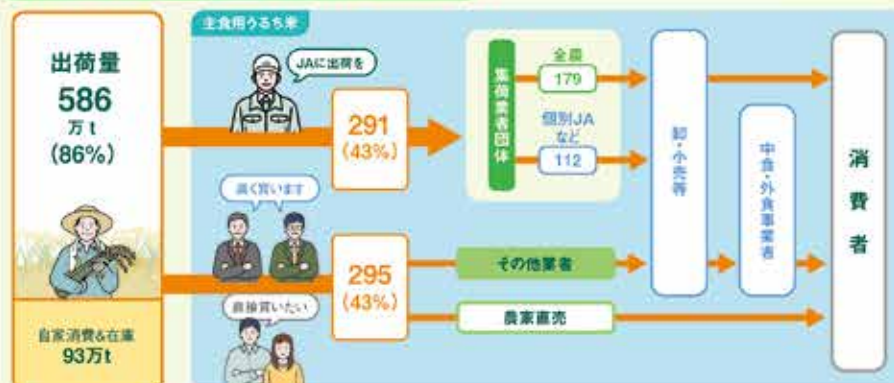 主食用うるち米
出荷量
586
万t
(86%)
自家消費&在庫
93万t
JAに出荷を
291
(43%)
高く買います
295
(43%)
直接買いたい
集荷業者団体
全農
179
個別JA
など
112
その他業者
農家直売
卸・小売等
中食・外食事業者
消費者